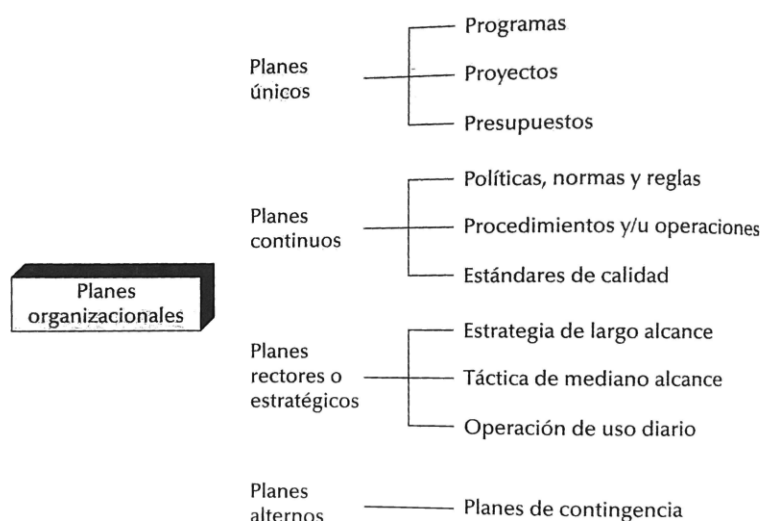 Planes
organizacionales
Planes
únicos
Programas
Proyectos
Presupuestos
Planes
continuos
Políticas, normas y reglas
Procedimientos y/u operaciones
Estándares de calidad
Planes
rectores o
estratégicos
Estrategia de largo alcance
Táctica de mediano alcance
Operación de uso diario
Planes
alternos
Planes de contingencia